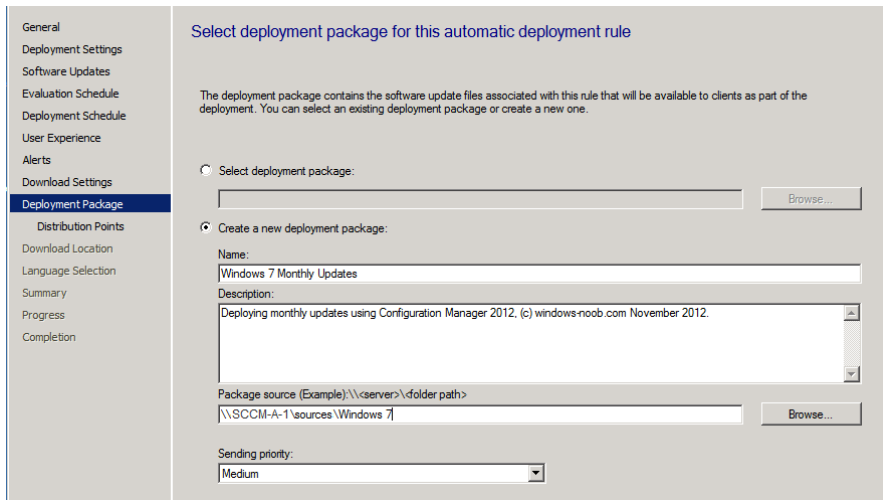 General
Deployment Settings
Software Updates
Evaluation Schedule
Deployment Schedule
User Experience
Alerts
Download Settings
Deployment Package
Distribution Points
Download Location
Language Selection
Summary
Progress
Completion
Select deployment package for this automatic deployment rule
The deployment package contains the software update files associated with this rule that will be available to clients as part of the
deployment. You can select an existing deployment package or create a new one.
Select deployment package:
Browse...
Create a new deployment package:
Name:
Windows 7 Monthly Updates
Description:
Deploying monthly updates using Configuration Manager 2012, (c) windows-noob.com November 2012.
Package source (Example):\\<server>\<folder path>
\\SCCM-A-1\sources\Windows 7
Browse...
Sending priority:
Medium